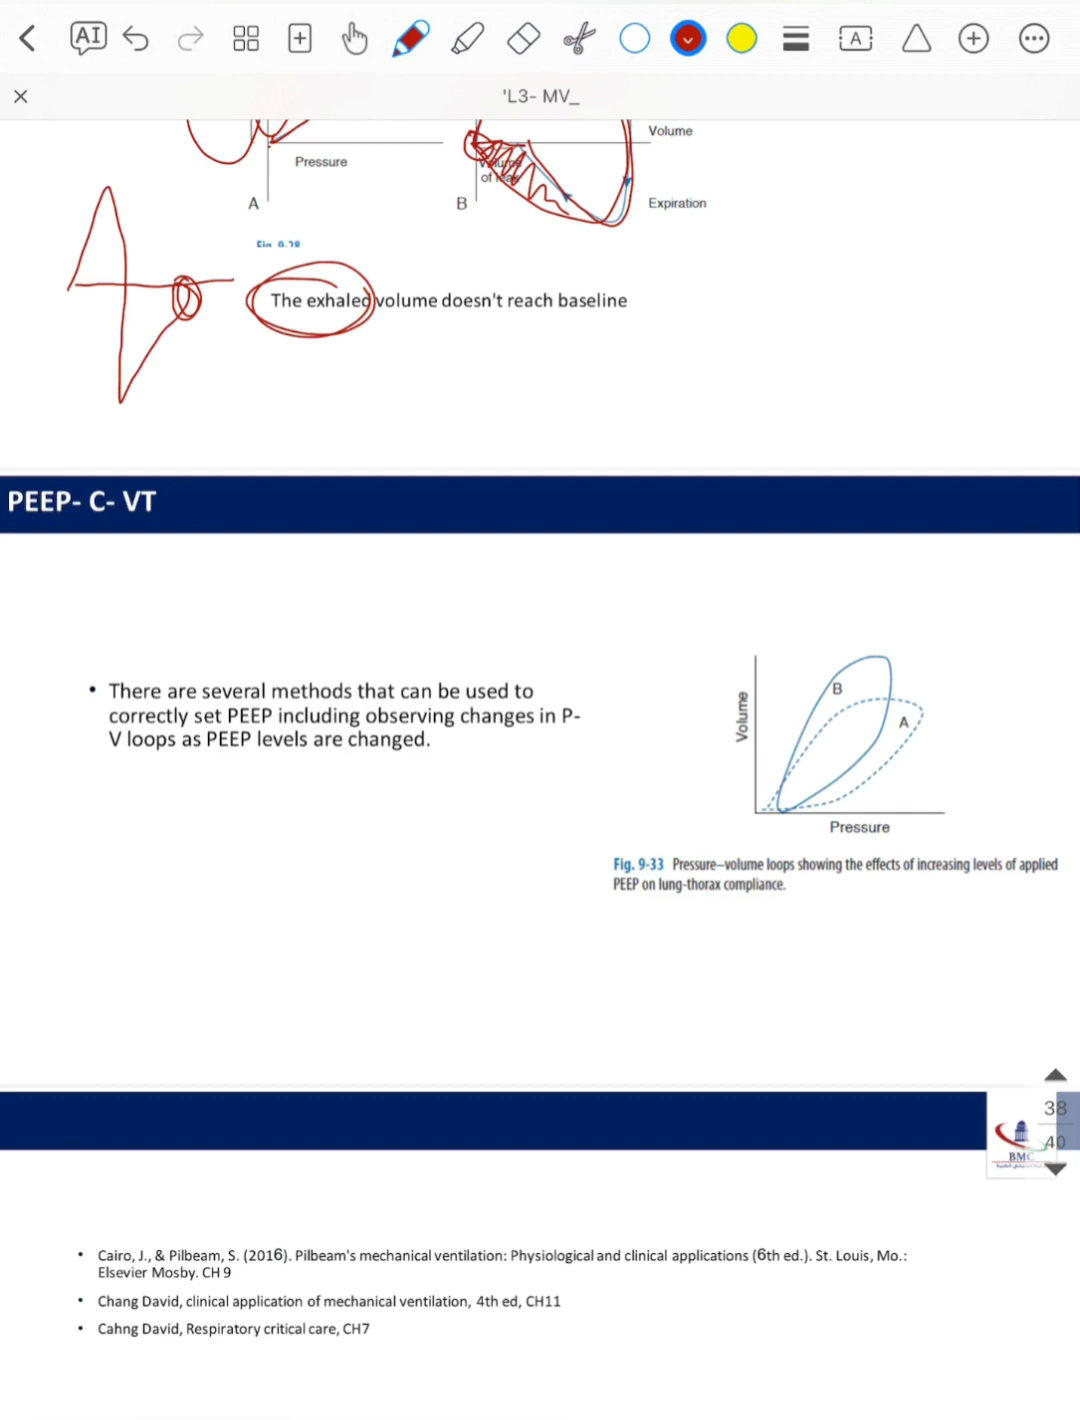 AI
A
'L3- MV_
Volume
Pressure
Volume
of leak
A
B
Expiration
The exhaled volume doesn't reach baseline
PEEP- C- VT
• There are several methods that can be used to
correctly set PEEP including observing changes in P-
V loops as PEEP levels are changed.
Volume
B
A
Pressure
Fig. 9-33 Pressure–volume loops showing the effects of increasing levels of applied
PEEP on lung-thorax compliance.
38
40
BMC
• Cairo, J., & Pilbeam, S. (2016). Pilbeam's mechanical ventilation: Physiological and clinical applications (6th ed.). St. Louis, Mo.:
Elsevier Mosby. CH 9
• Chang David, clinical application of mechanical ventilation, 4th ed, CH11
• Cahng David, Respiratory critical care, CH7